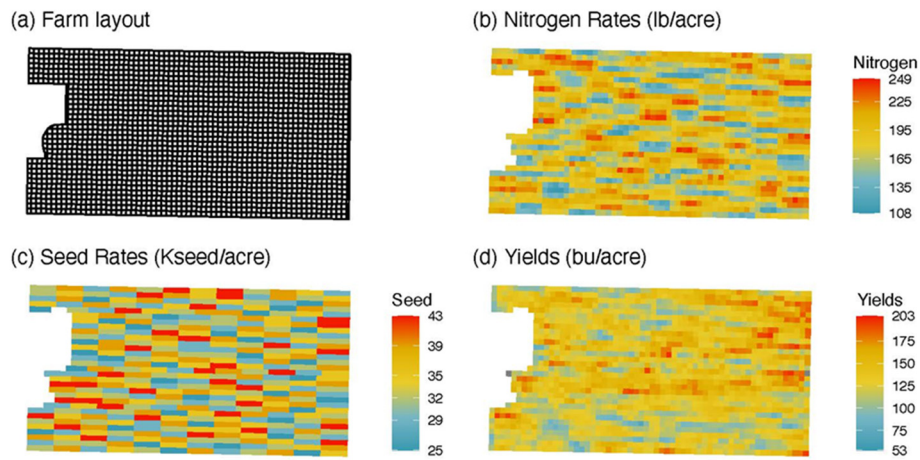 (a) Farm layout
(b) Nitrogen Rates (lb/acre)
Nitrogen
249
225
195
165
135
108
(c) Seed Rates (Kseed/acre)
Seed
43
39
35
32
29
25
(d) Yields (bu/acre)
Yields
203
175
150
125
100
75
53